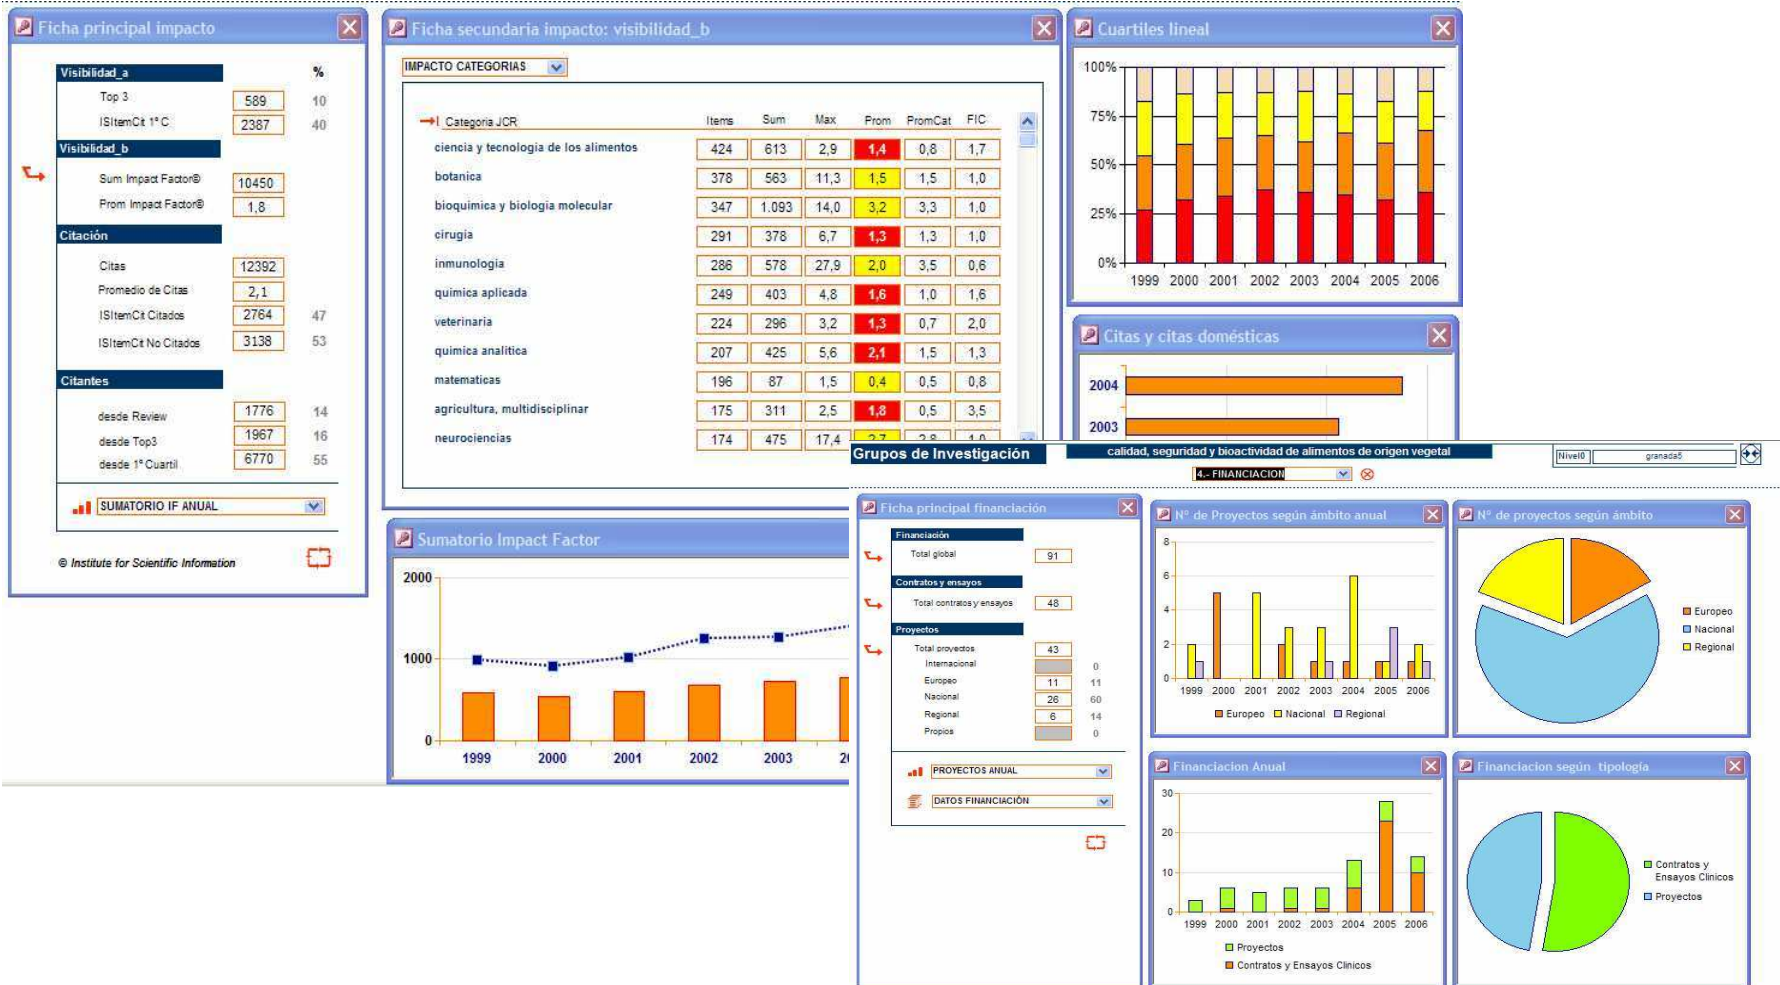 Ficha principal impacto
%
Visibilidad_a
Top 3 589 10
ISItemCit 1º C 2387 40
Visibilidad_b
Sum Impact Factor® 10450
Prom Impact Factor® 1,8
Citación
Citas 12392
Promedio de Citas 2,1
ISItemCit Citados 2764 47
ISItemCit No Citados 3138 53
Citantes
desde Review 1776 14
desde Top3 1967 16
desde 1º Cuartil 6770 55
SUMATORIO IF ANUAL
© Institute for Scientific Information
Ficha secundaria impacto: visibilidad_b
IMPACTO CATEGORIAS
Categoria JCR Items Sum Max Prom PromCat FIC
ciencia y tecnologia de los alimentos 424 613 2,9 1,4 0,8 1,7
botanica 378 563 11,3 1,5 1,5 1,0
bioquimica y biologia molecular 347 1.093 14,0 3,2 3,3 1,0
cirugia 291 378 6,7 1,3 1,3 1,0
inmunologia 286 578 27,9 2,0 3,5 0,6
quimica aplicada 249 403 4,8 1,6 1,0 1,6
veterinaria 224 296 3,2 1,3 0,7 2,0
quimica analitica 207 425 5,6 2,1 1,5 1,3
matematicas 196 87 1,5 0,4 0,5 0,8
agricultura, multidisciplinar 175 311 2,5 1,8 0,5 3,5
neurociencias 174 475 17,4 2,7 2,8 1,0
Cuartiles lineal
100%
75%
50%
25%
0%
1999 2000 2001 2002 2003 2004 2005 2006
Citas y citas domésticas
2004
2003
Sumatorio Impact Factor
2000
1000
0
1999 2000 2001 2002 2003 20
Grupos de Investigación
calidad, seguridad y bioactividad de alimentos de origen vegetal
Nivel0 granada5
4.- FINANCIACION
Ficha principal financiación
Financiación
Total global 91
Contratos y ensayos
Total contratos y ensayos 48
Proyectos
Total proyectos 43
Internacional 0
Europeo 11 11
Nacional 26 60
Regional 6 14
Propios 0
PROYECTOS ANUAL
DATOS FINANCIACIÓN
Nº de Proyectos según ámbito anual
8
6
4
2
0
1999 2000 2001 2002 2003 2004 2005 2006
Europeo Nacional Regional
Nº de proyectos según ámbito
Europeo
Nacional
Regional
Financiacion Anual
30
20
10
0
1999 2000 2001 2002 2003 2004 2005 2006
Proyectos
Contratos y Ensayos Clinicos
Financiacion según tipología
Contratos y
Ensayos Clinicos
Proyectos